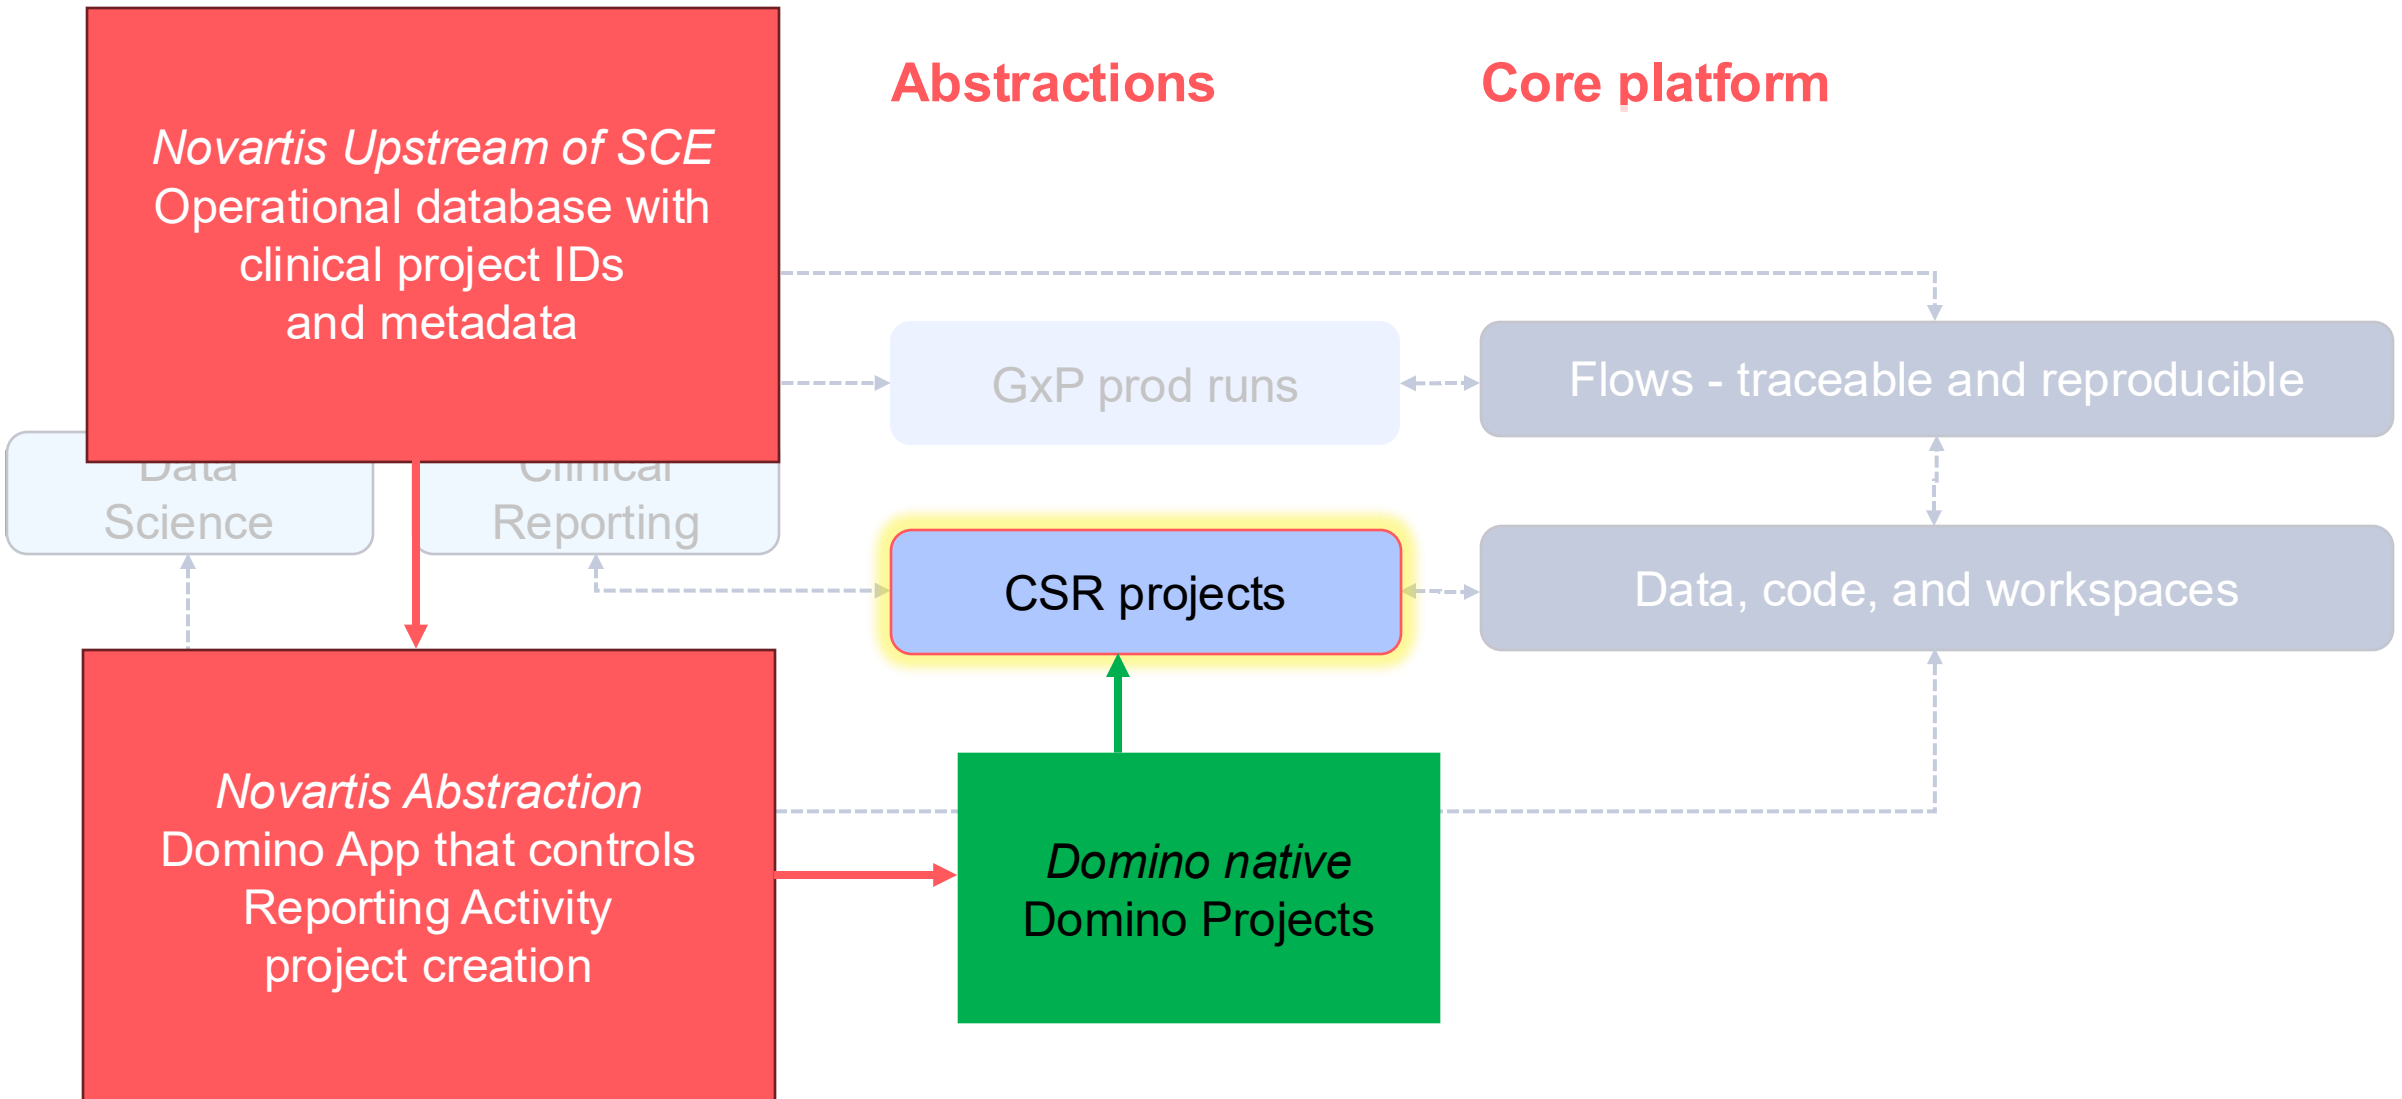 Abstractions
Core platform
Novartis Upstream of SCE
Operational database with
clinical project IDs
and metadata
GxP prod runs
Flows - traceable and reproducible
Data
Science
Clinical
Reporting
CSR projects
Data, code, and workspaces
Novartis Abstraction
Domino App that controls
Reporting Activity
project creation
Domino native
Domino Projects